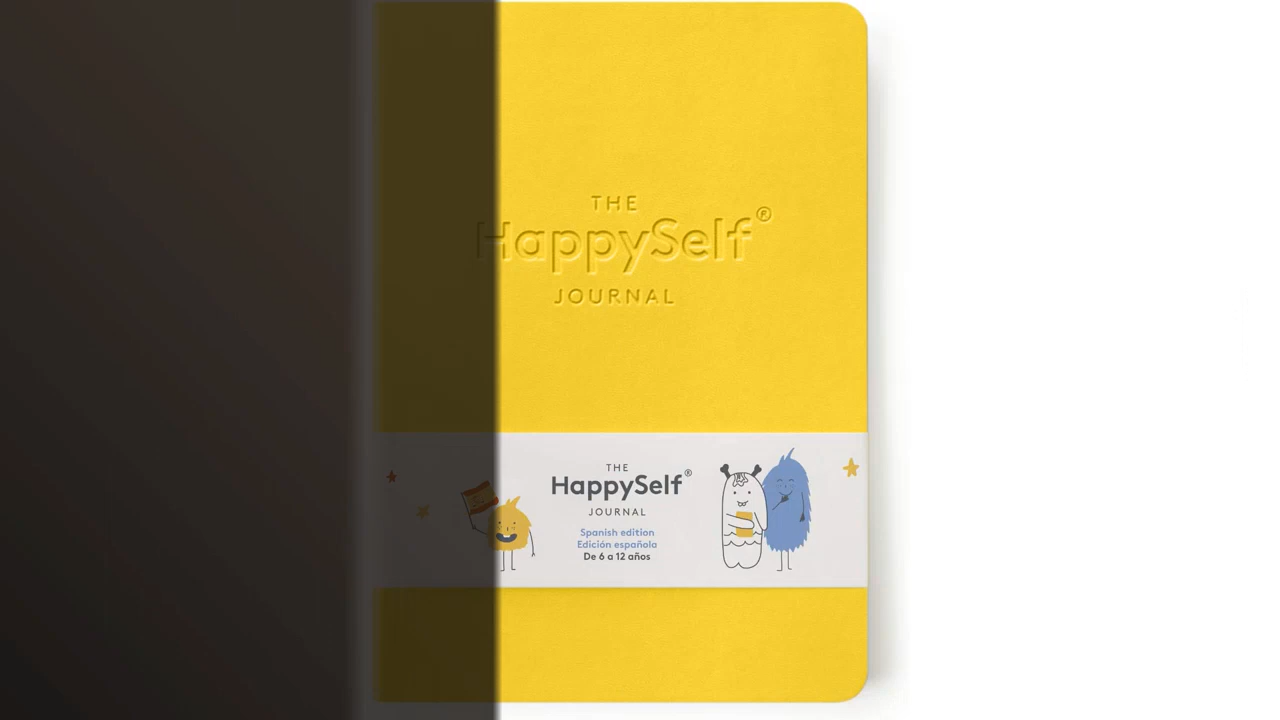 THE
HappySelf®
JOURNAL
THE
HappySelf®
JOURNAL
Spanish edition
Edición española
De 6 a 12 años